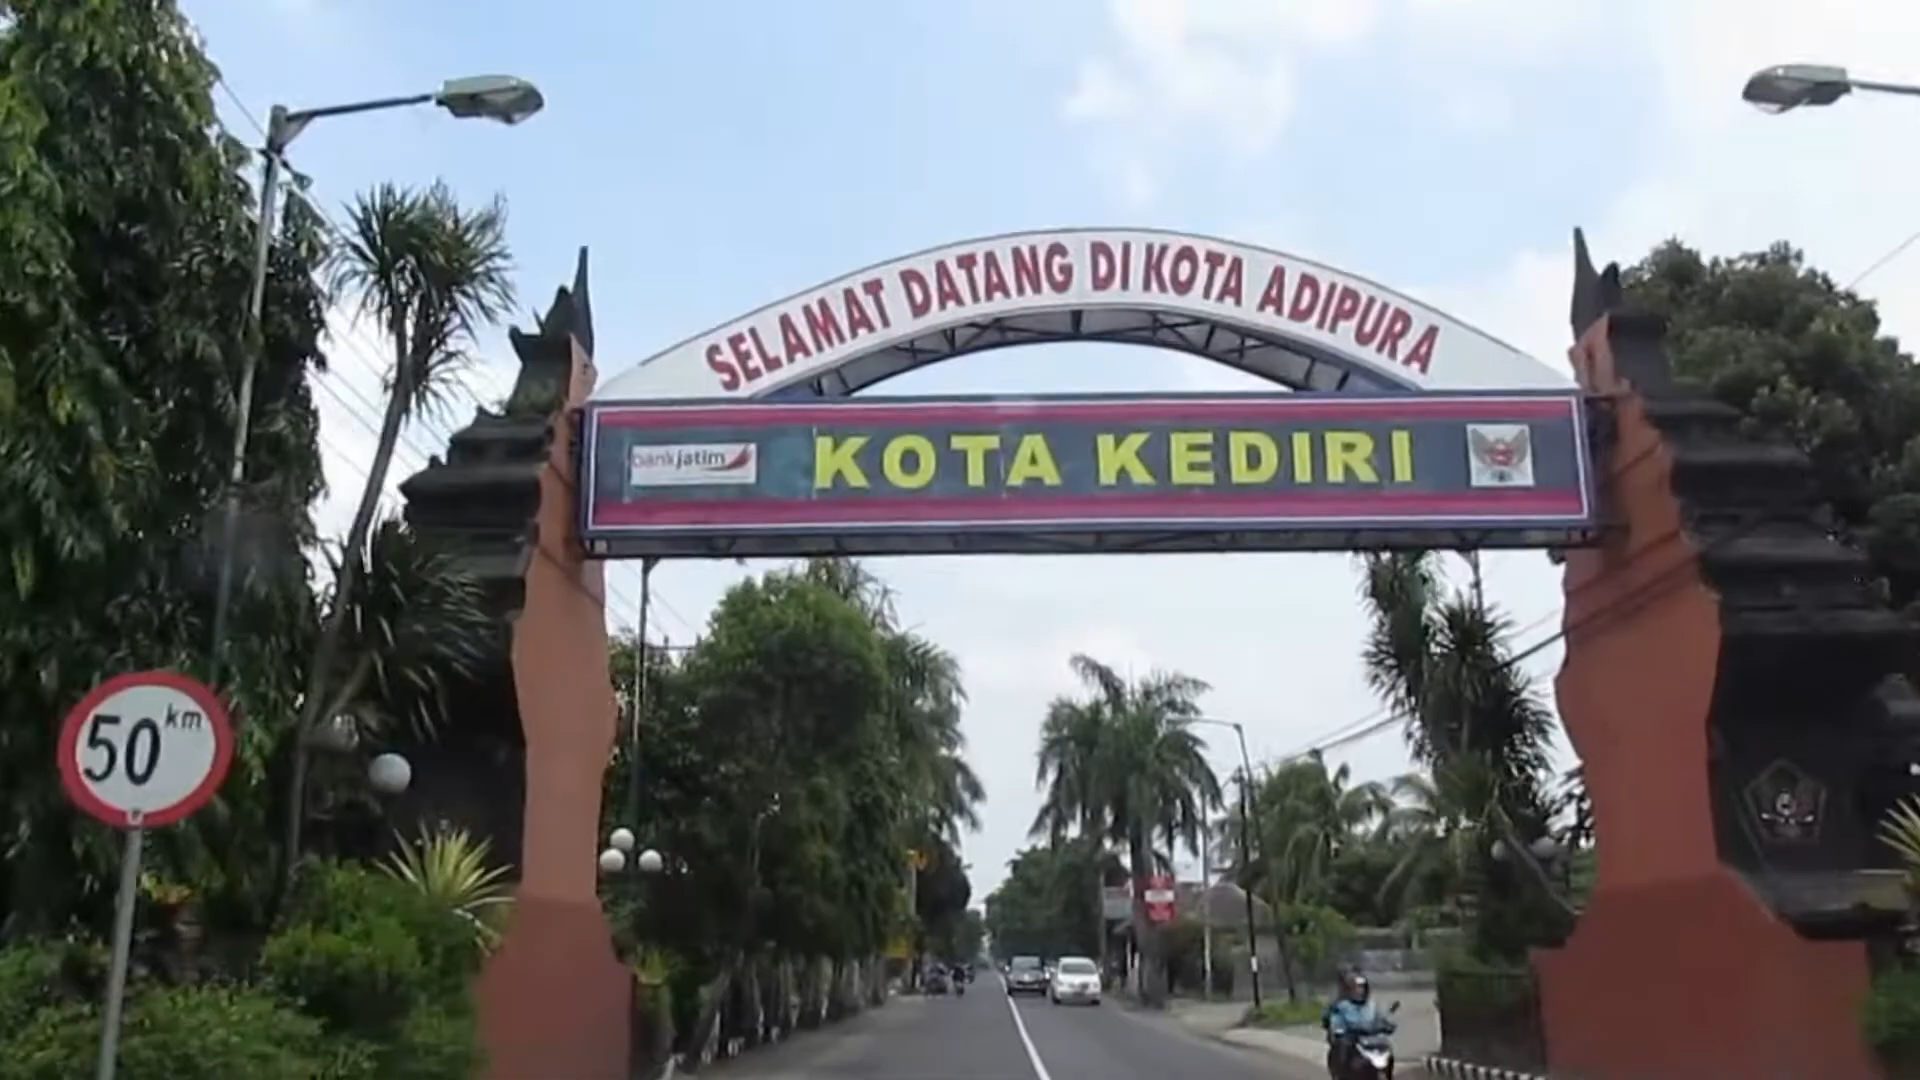 SELAMAT DATANG DI KOTA ADIPURA
bankjatim
KOTA KEDIRI
50 km